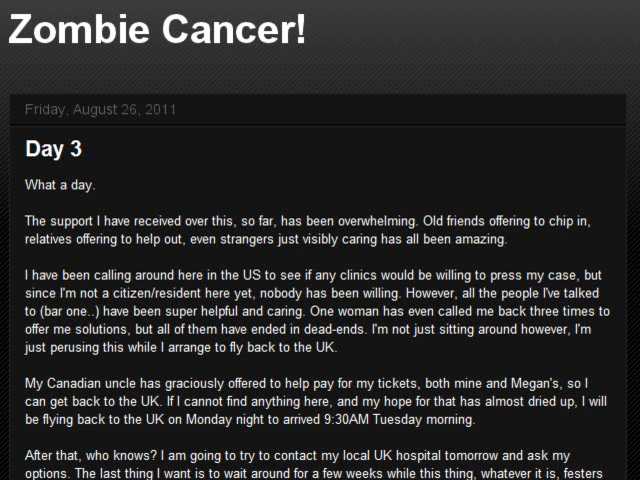 Zombie Cancer!
Friday, August 26, 2011
Day 3
What a day.
The support I have received over this, so far, has been overwhelming. Old friends offering to chip in,
relatives offering to help out, even strangers just visibly caring has all been amazing.
I have been calling around here in the US to see if any clinics would be willing to press my case, but
since I'm not a citizen/resident here yet, nobody has been willing. However, all the people I've talked
to (bar one..) have been super helpful and caring. One woman has even called me back three times to
offer me solutions, but all of them have ended in dead-ends. I'm not just sitting around however, I'm
just perusing this while I arrange to fly back to the UK.
My Canadian uncle has graciously offered to help pay for my tickets, both mine and Megan's, so I
can get back to the UK. If I cannot find anything here, and my hope for that has almost dried up, I will
be flying back to the UK on Monday night to arrived 9:30AM Tuesday morning.
After that, who knows? I am going to try to contact my local UK hospital tomorrow and ask my
options. The last thing I want is to wait around for a few weeks while this thing, whatever it is, festers